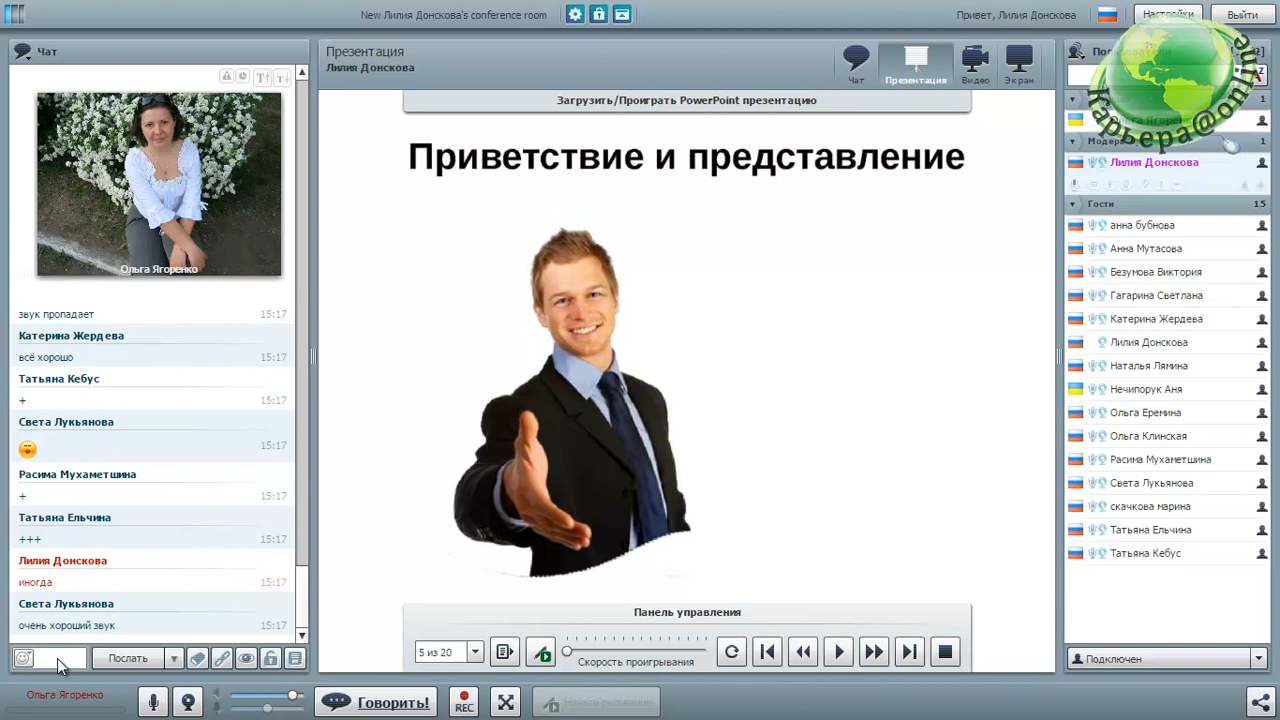 New Лилия Донскова's conference room
Привет, Лилия Донскова
Настройки
Выйти
Чат
Ольга Ягоренко
звук пропадает 15:17
Катерина Жердева
всё хорошо 15:17
Татьяна Кебус
+ 15:17
Света Лукьянова
15:17
Расима Мухаметшина
+ 15:17
Татьяна Ельчина
+++ 15:17
Лилия Донскова
иногда 15:17
Света Лукьянова
очень хороший звук 15:17
Послать
Ольга Ягоренко
Презентация
Лилия Донскова
Чат
Презентация
Видео
Экран
Загрузить/Проиграть PowerPoint презентацию
Приветствие и представление
Панель управления
5 из 20
Скорость проигрывания
Говорить!
REC
Карьера@online
1
1
Лилия Донскова
Гости 15
анна бубнова
Анна Мутасова
Безумова Виктория
Гагарина Светлана
Катерина Жердева
Лилия Донскова
Наталья Лямина
Нечипорук Аня
Ольга Еремина
Ольга Клинская
Расима Мухаметшина
Света Лукьянова
скачкова марина
Татьяна Ельчина
Татьяна Кебус
Подключен